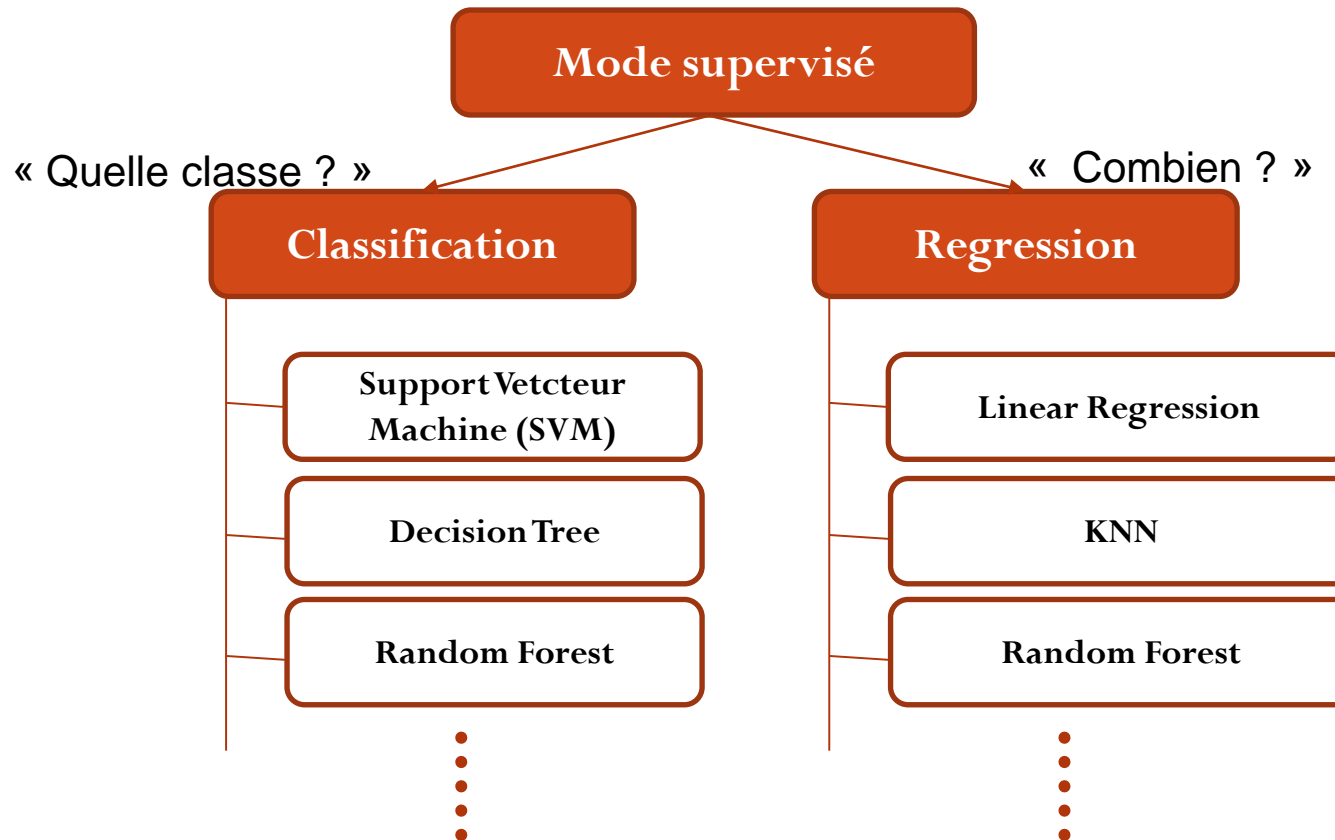 Mode supervisé
« Quelle classe ? »
« Combien ? »
Classification
Regression
Support Vetcteur
Machine (SVM)
Linear Regression
Decision Tree
KNN
Random Forest
Random Forest